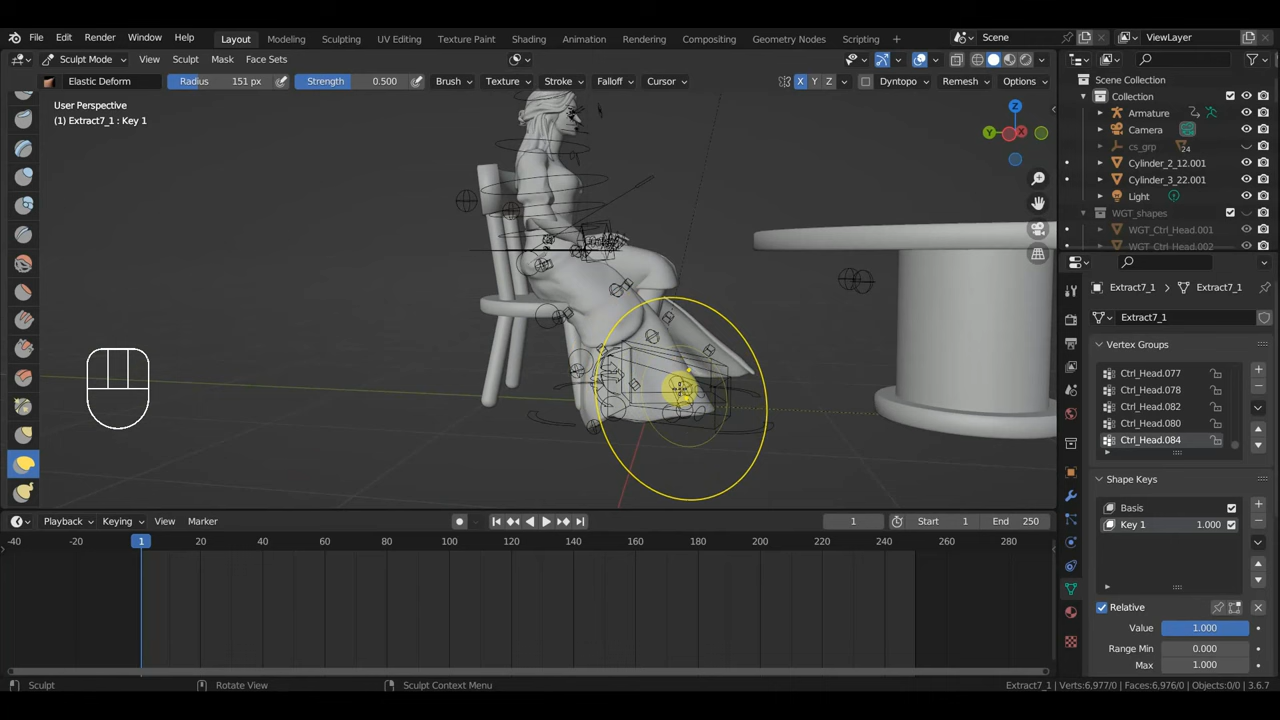 File Edit Render Window Help Layout Modeling Sculpting UV Editing Texture Paint Shading Animation Rendering Compositing Geometry Nodes Scripting Scene ViewLayer
Sculpt Mode View Sculpt Mask Face Sets
Elastic Deform Radius 151 px Strength 0.500 Brush Texture Stroke Falloff Cursor X Y Z Dyntopo Remesh Options
User Perspective
(1) Extract7_1 : Key 1
Z
Y
X
Scene Collection
Collection
Armature
Camera
cs_grp 24
Cylinder_2_12.001
Cylinder_3_22.001
Light
WGT_shapes
WGT_Ctrl_Head.001
WGT_Ctrl_Head.002
Extract7_1 Extract7_1
Extract7_1
Vertex Groups
Ctrl_Head.077
Ctrl_Head.078
Ctrl_Head.082
Ctrl_Head.080
Ctrl_Head.084
Shape Keys
Basis
Key 1 1.000
Relative
Value 1.000
Range Min 0.000
Max 1.000
Playback Keying View Marker 1 Start 1 End 250
-40 -20 1 20 40 60 80 100 120 140 160 180 200 220 240 260 280
Sculpt Rotate View Sculpt Context Menu Extract7_1 | Verts:6,977/0 | Faces:6,976/0 | Objects:0/0 | 3.6.7